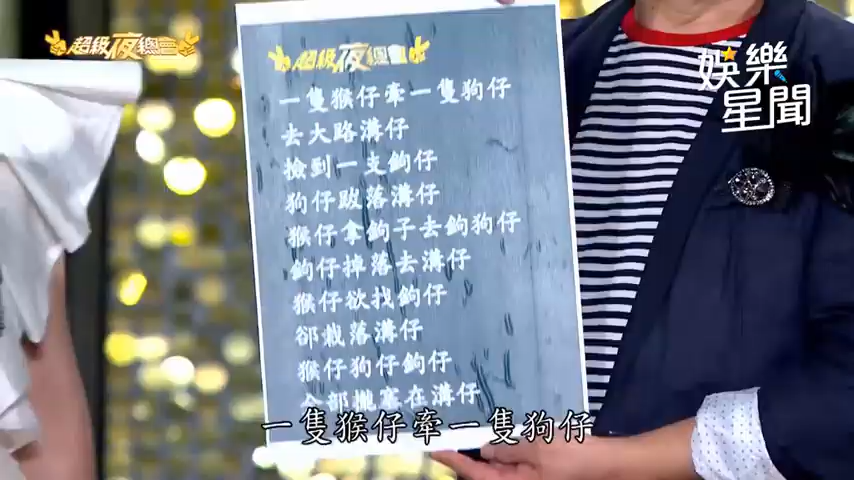 超級夜總會
娛樂
星聞
超級夜總會
一隻猴仔牽一隻狗仔
去大路溝仔
撿到一支鉤仔
狗仔跋落溝仔
猴仔拿鉤子去鉤狗仔
鉤仔掉落去溝仔
猴仔欲找鉤仔
卻栽落溝仔
猴仔狗仔鉤仔
全部攏塞在溝仔
一隻猴仔牽一隻狗仔